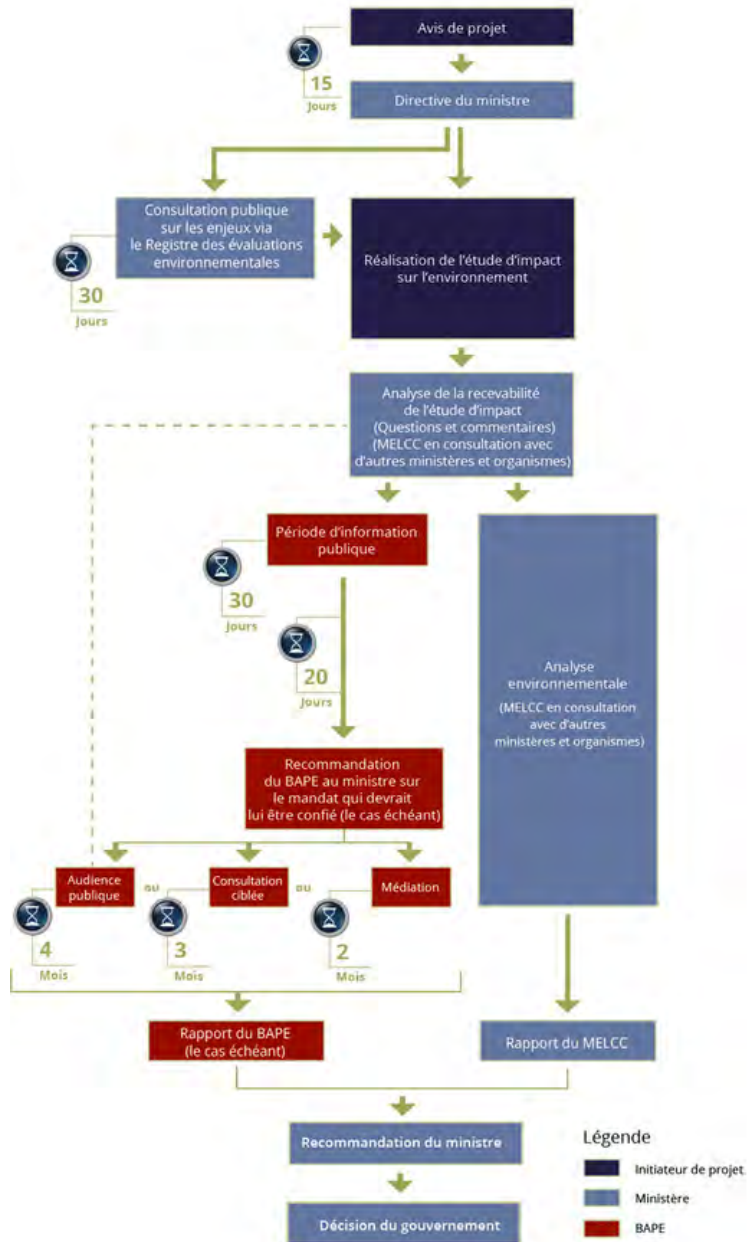 Avis de projet
15
Jours
Directive du ministre
Consultation publique
sur les enjeux via
le Registre des évaluations
environnementales
30
Jours
Réalisation de l'étude d'impact
sur l'environnement
Analyse de la recevabilité
de l'étude d'impact
(Questions et commentaires)
(MELCC en consultation avec
d'autres ministères et organismes)
Période d'information
publique
30
Jours
20
Jours
Analyse
environnementale
(MELCC en consultation
avec d'autres
ministères et organismes)
Recommandation
du BAPE au ministre sur
le mandat qui devrait
lui être confié (le cas échéant)
Audience
publique
ou
Consultation
ciblée
ou
Médiation
4
Mois
3
Mois
2
Mois
Rapport du BAPE
(le cas échéant)
Rapport du MELCC
Recommandation du ministre
Décision du gouvernement
Légende
Initiateur de projet
Ministère
BAPE